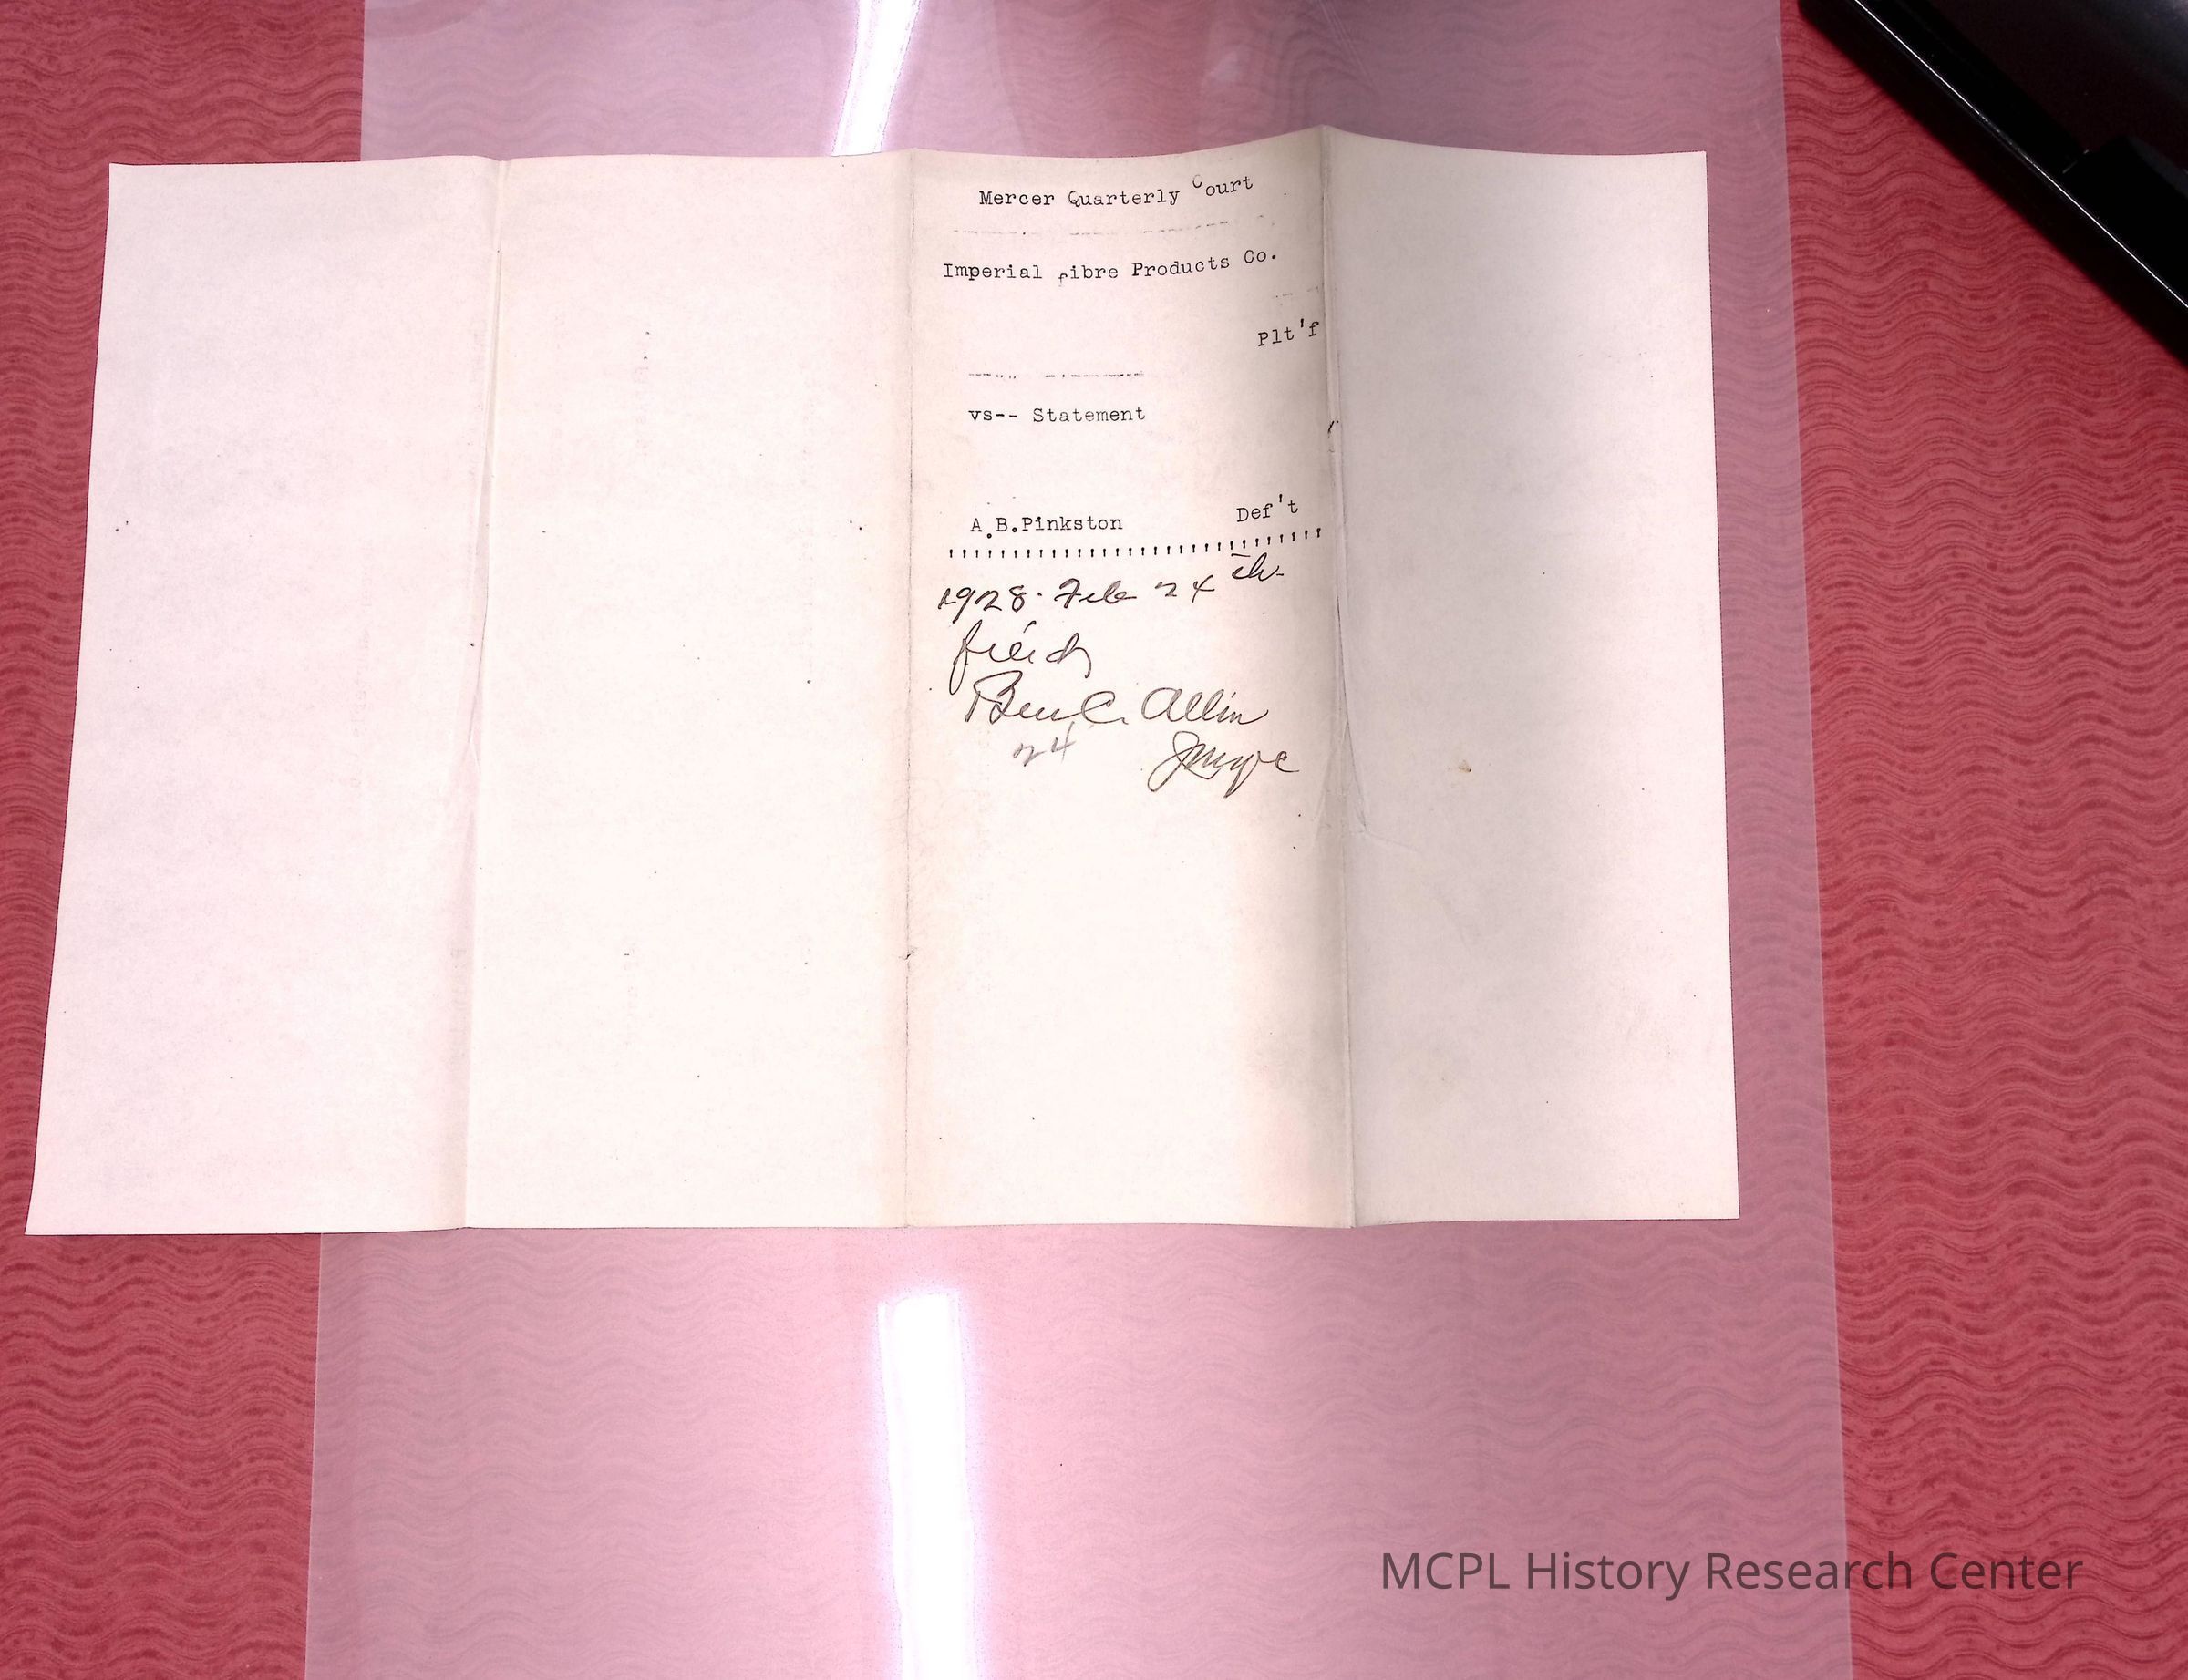 Mercer Quarterly Court
Imperial fibre Products Co.
Plt'f
vs-- Statement
A.B.Pinkston Def't
''''''''''''''''''''''''''''''
1928. Feb 24th
filed
Ben C. Allin
24 Judge
MCPL History Research Center